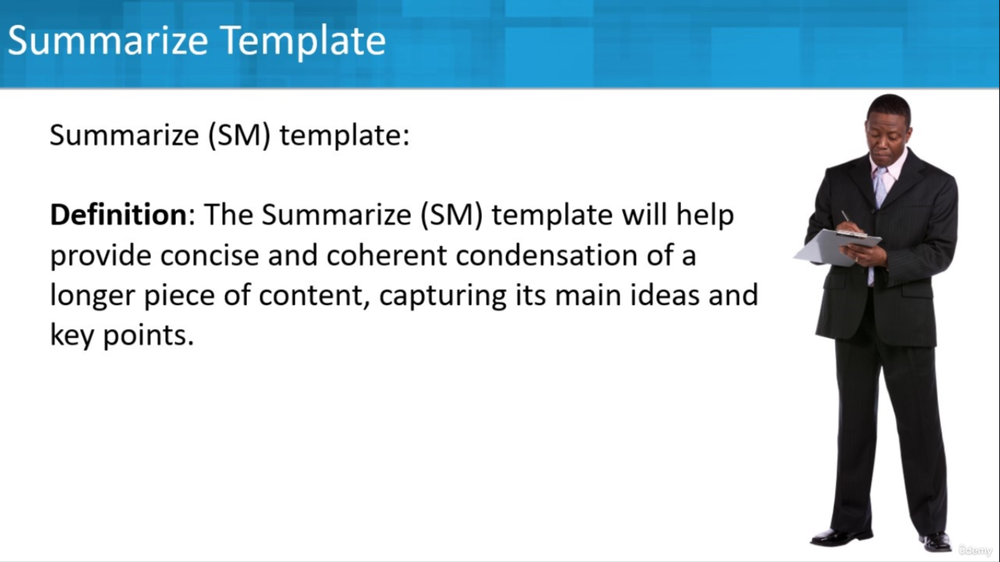 Summarize Template
Summarize (SM) template:
Definition: The Summarize (SM) template will help
provide concise and coherent condensation of a
longer piece of content, capturing its main ideas and
key points.
ûdemy